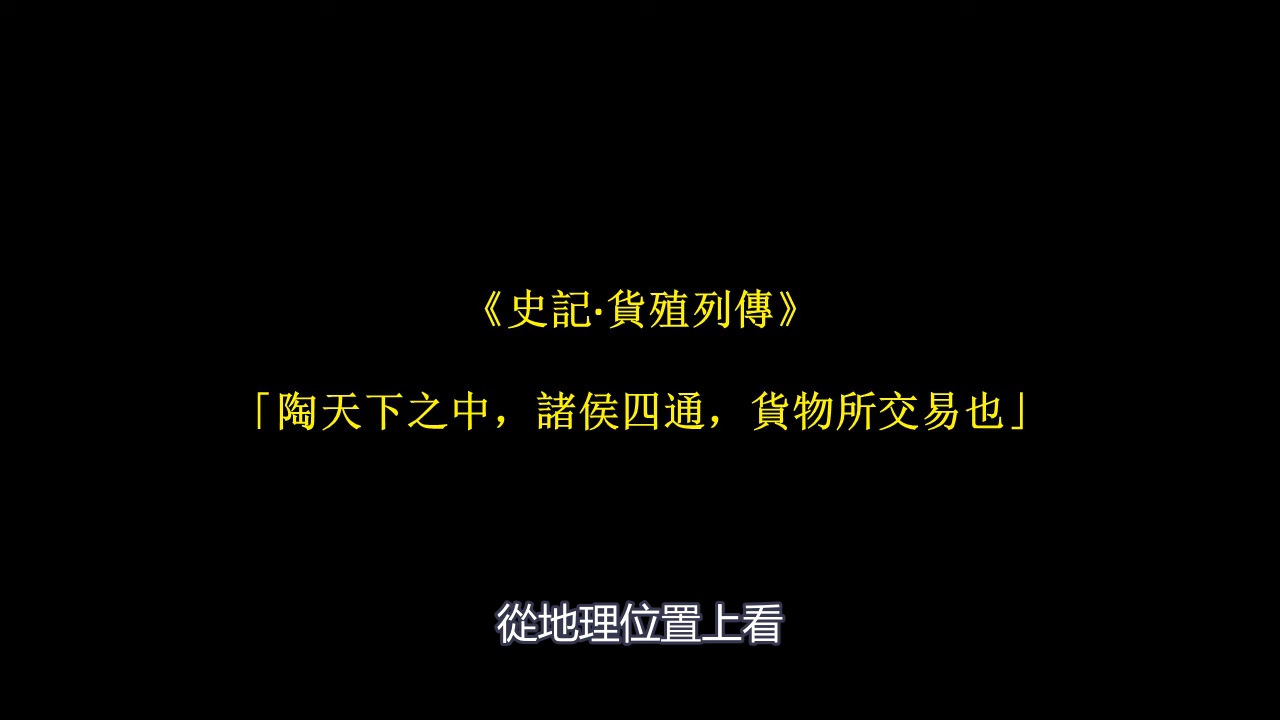 《史記·貨殖列傳》
「陶天下之中，諸侯四通，貨物所交易也」
從地理位置上看